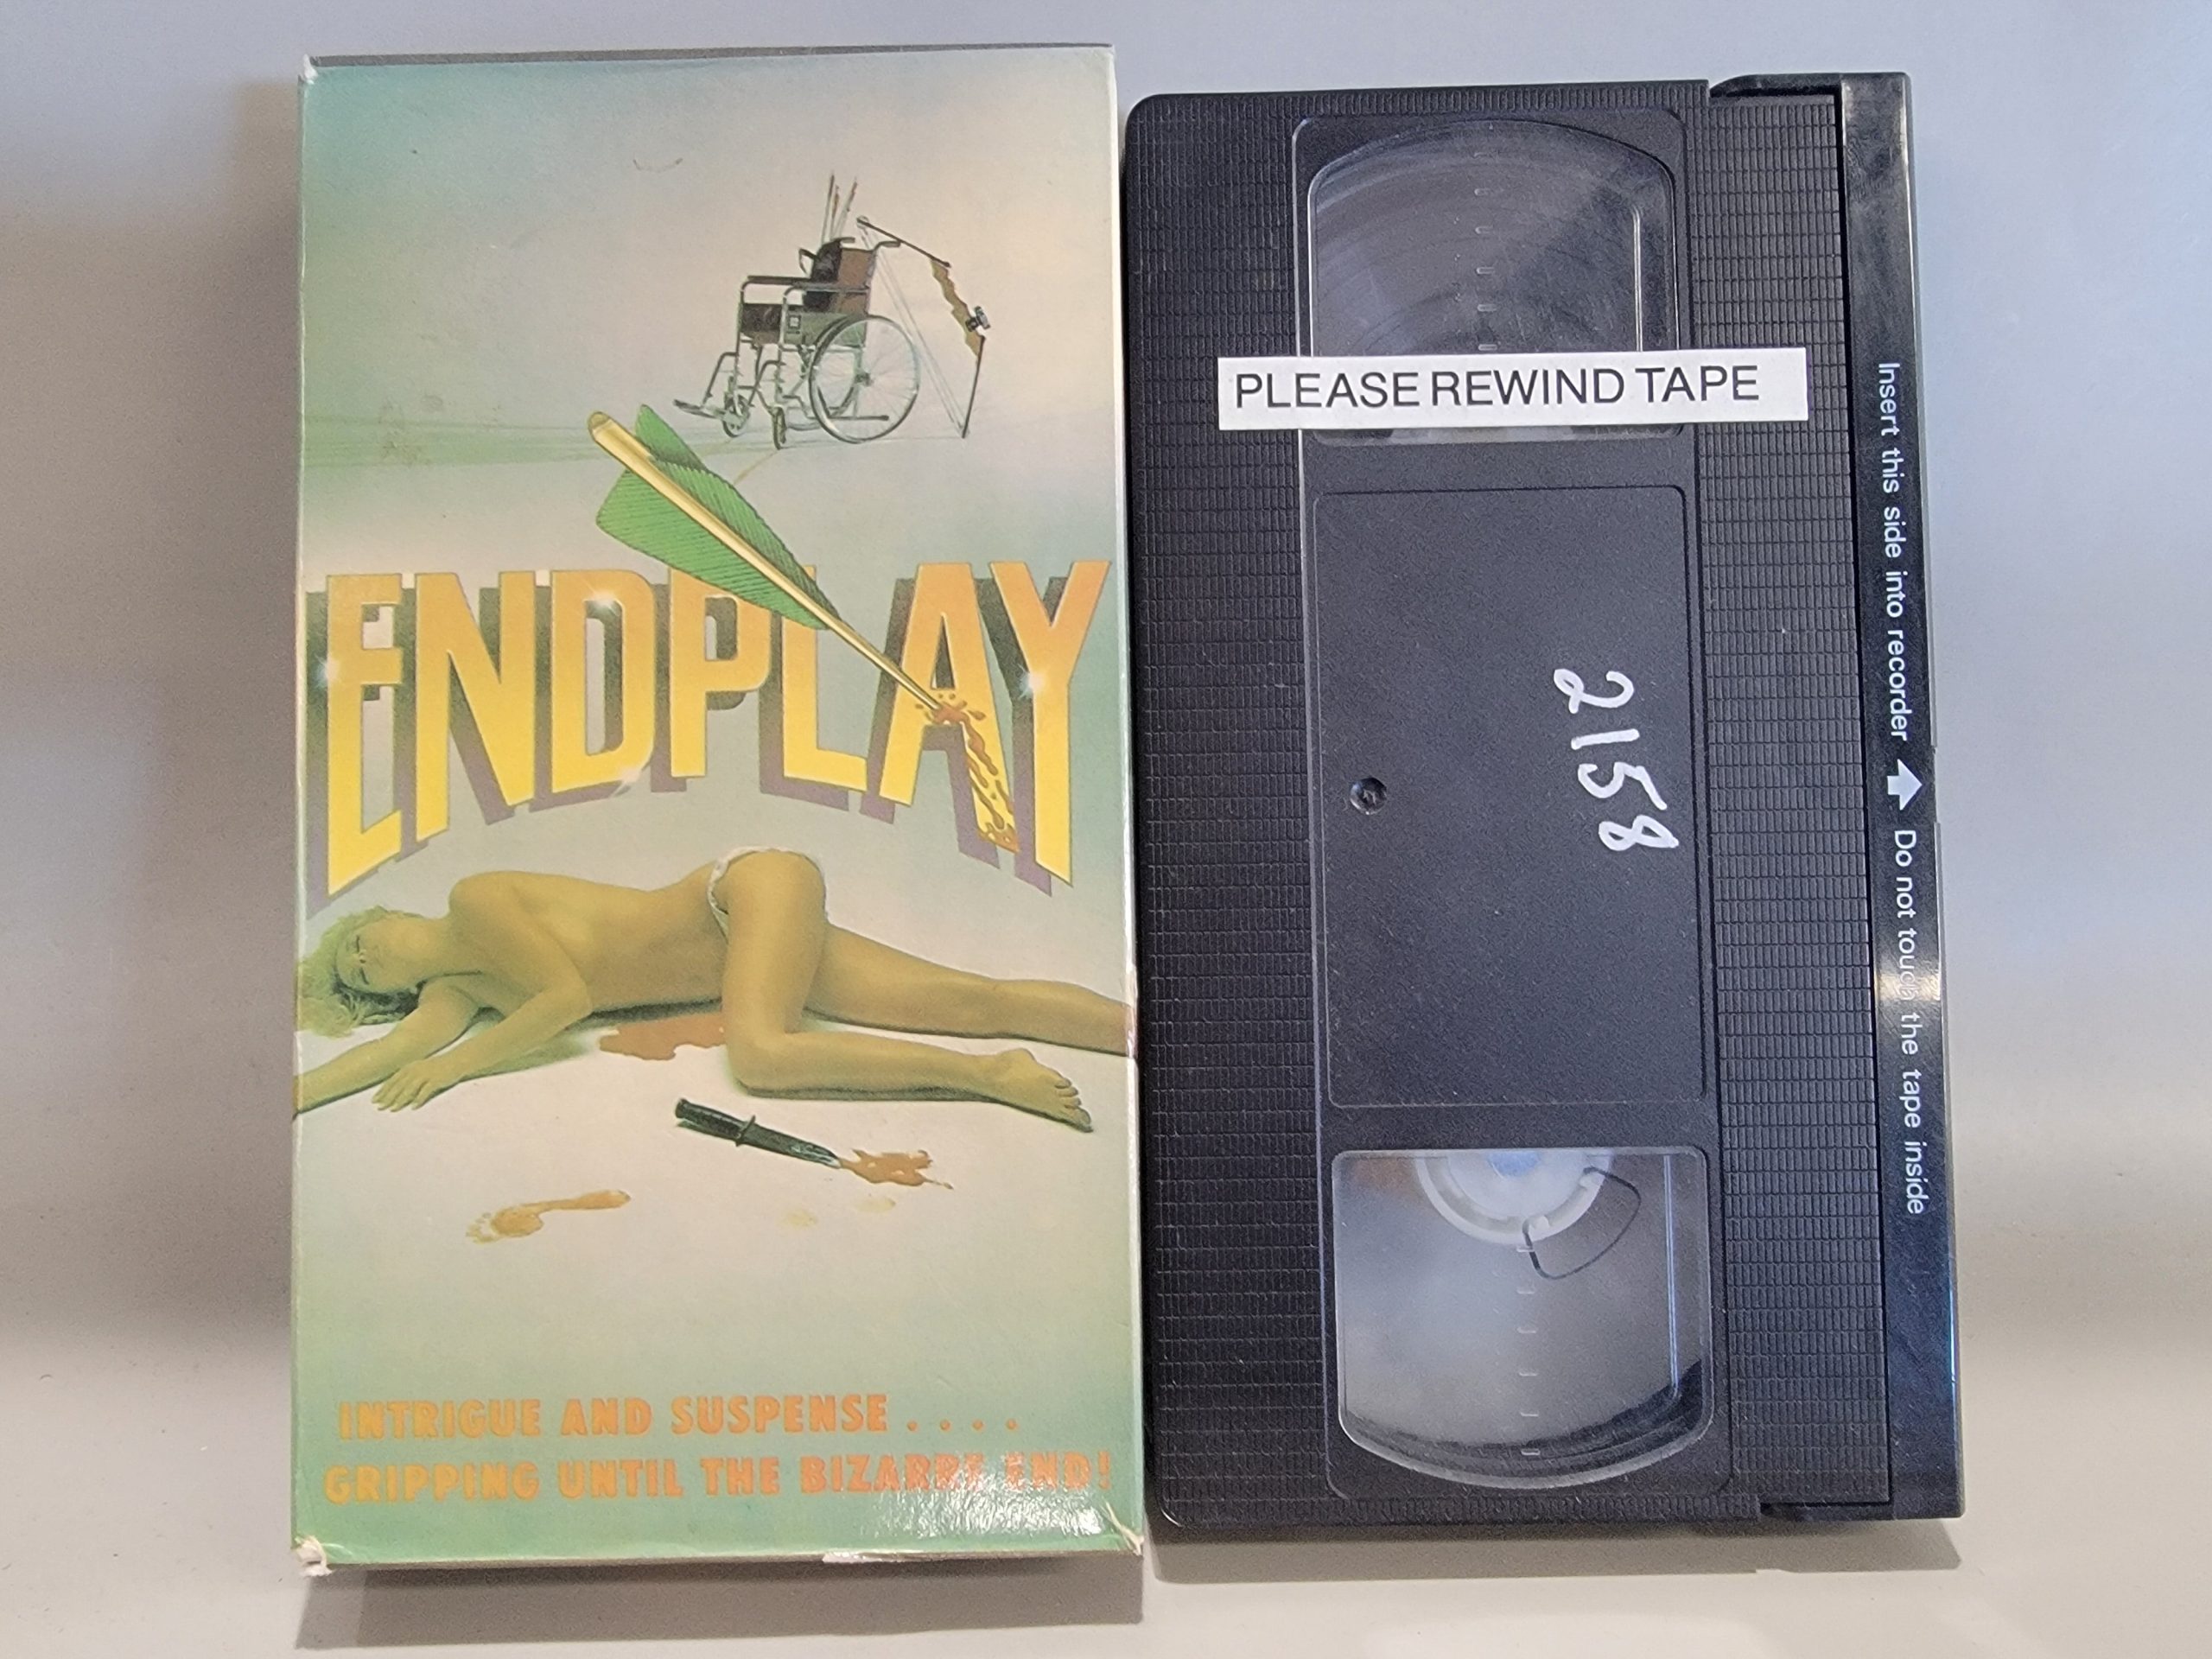 ENDPLAY
INTRIGUE AND SUSPENSE....
GRIPPING UNTIL THE BIZARRE END!
PLEASE REWIND TAPE
2158
Insert this side into recorder ⬆ Do not touch the tape inside